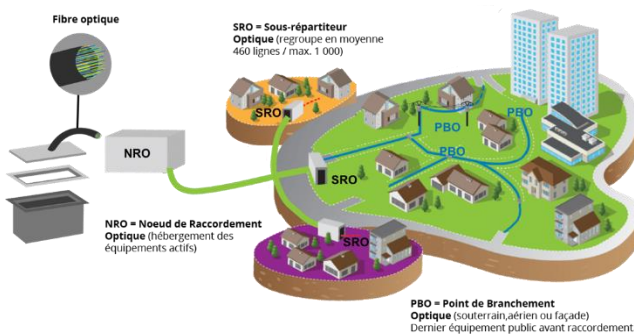 Fibre optique
SRO = Sous-répartiteur
Optique (regroupe en moyenne
460 lignes / max. 1 000)
SRO
PBO
PBO
PBO
NRO
SRO
SRO
NRO = Noeud de Raccordement
Optique (hébergement des
équipements actifs)
PBO = Point de Branchement
Optique (souterrain,aérien ou façade)
Dernier équipement public avant raccordement